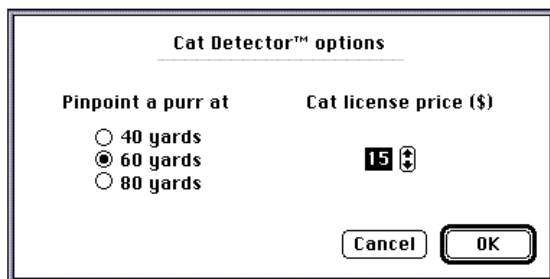 Cat Detector™ options
Pinpoint a purr at
40 yards
60 yards
80 yards
Cat license price ($)
15
Cancel
OK